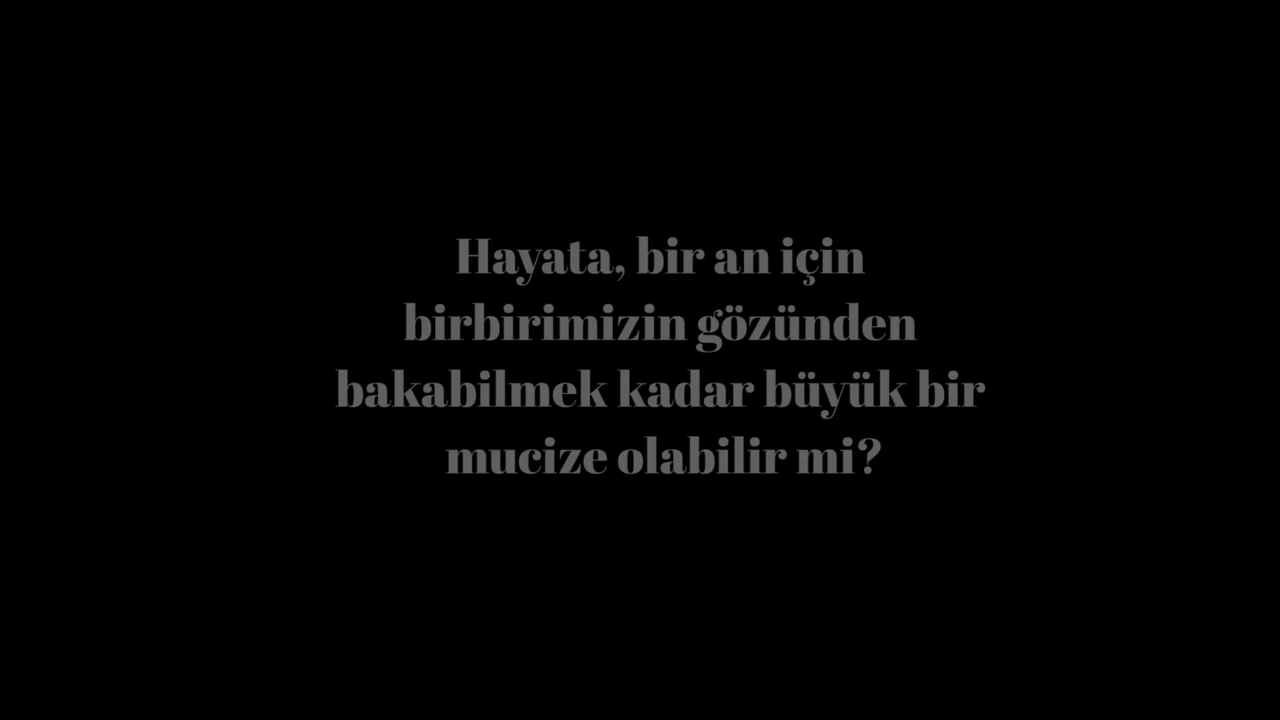 Hayata, bir an için
birbirimizin gözünden
bakabilmek kadar büyük bir
mucize olabilir mi?